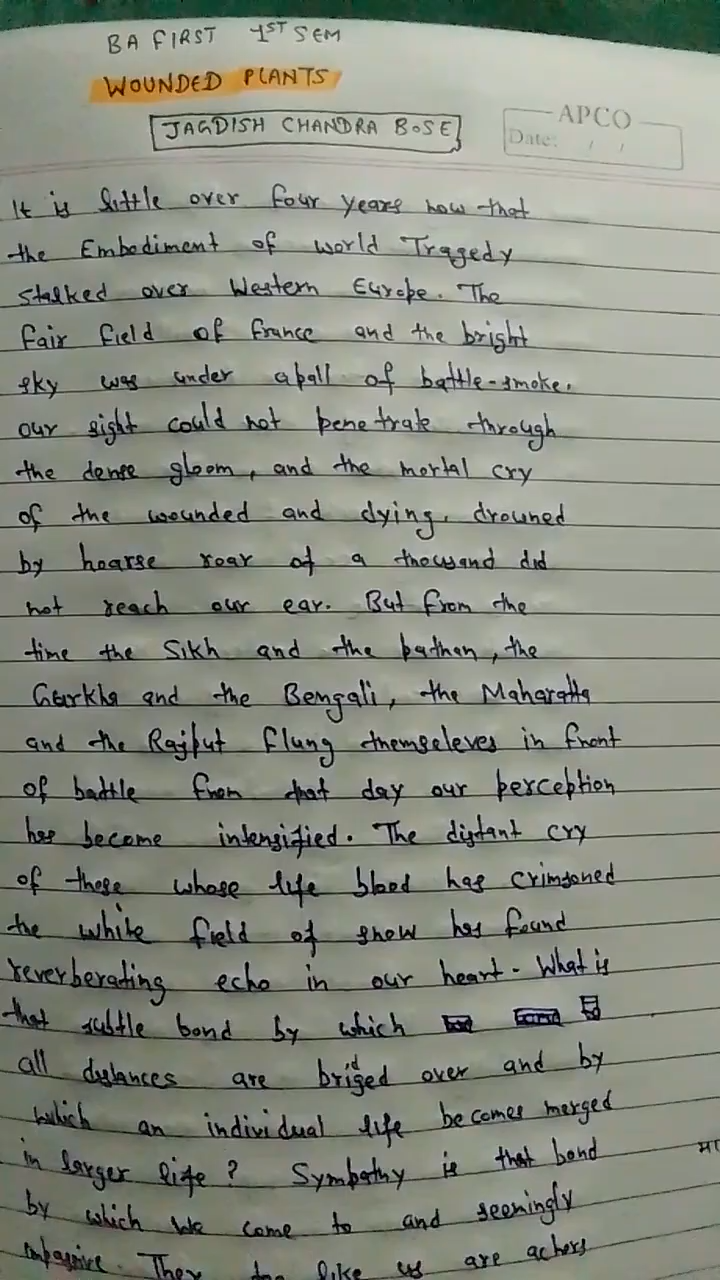 BA FIRST 1ST SEM
WOUNDED PLANTS
JAGDISH CHANDRA BOSE
APCO
Date: / /
It is little over four years now that
the Embodiment of world Tragedy
stalked over Western Europe. The
fair field of france and the bright
sky was under a pall of battle-smoke.
our sight could not penetrate through
the dense gloom, and the mortal cry
of the wounded and dying, drowned
by hoarse roar of a thousand did
not reach our ear. But from the
time the Sikh and the pathan, the
Gurkha and the Bengali, the Maharatta
and the Rajput flung themseleves in front
of battle from that day our perception
has become intensified. The distant cry
of these whose life blood has crimsoned
the white field of snow has found
reverberating echo in our heart. What is
that subtle bond by which
all distances are bridged over and by
which an individual life becomes merged
in larger life? Sympathy is that bond
by which we come to and seemingly
impassive. They too like us are actors